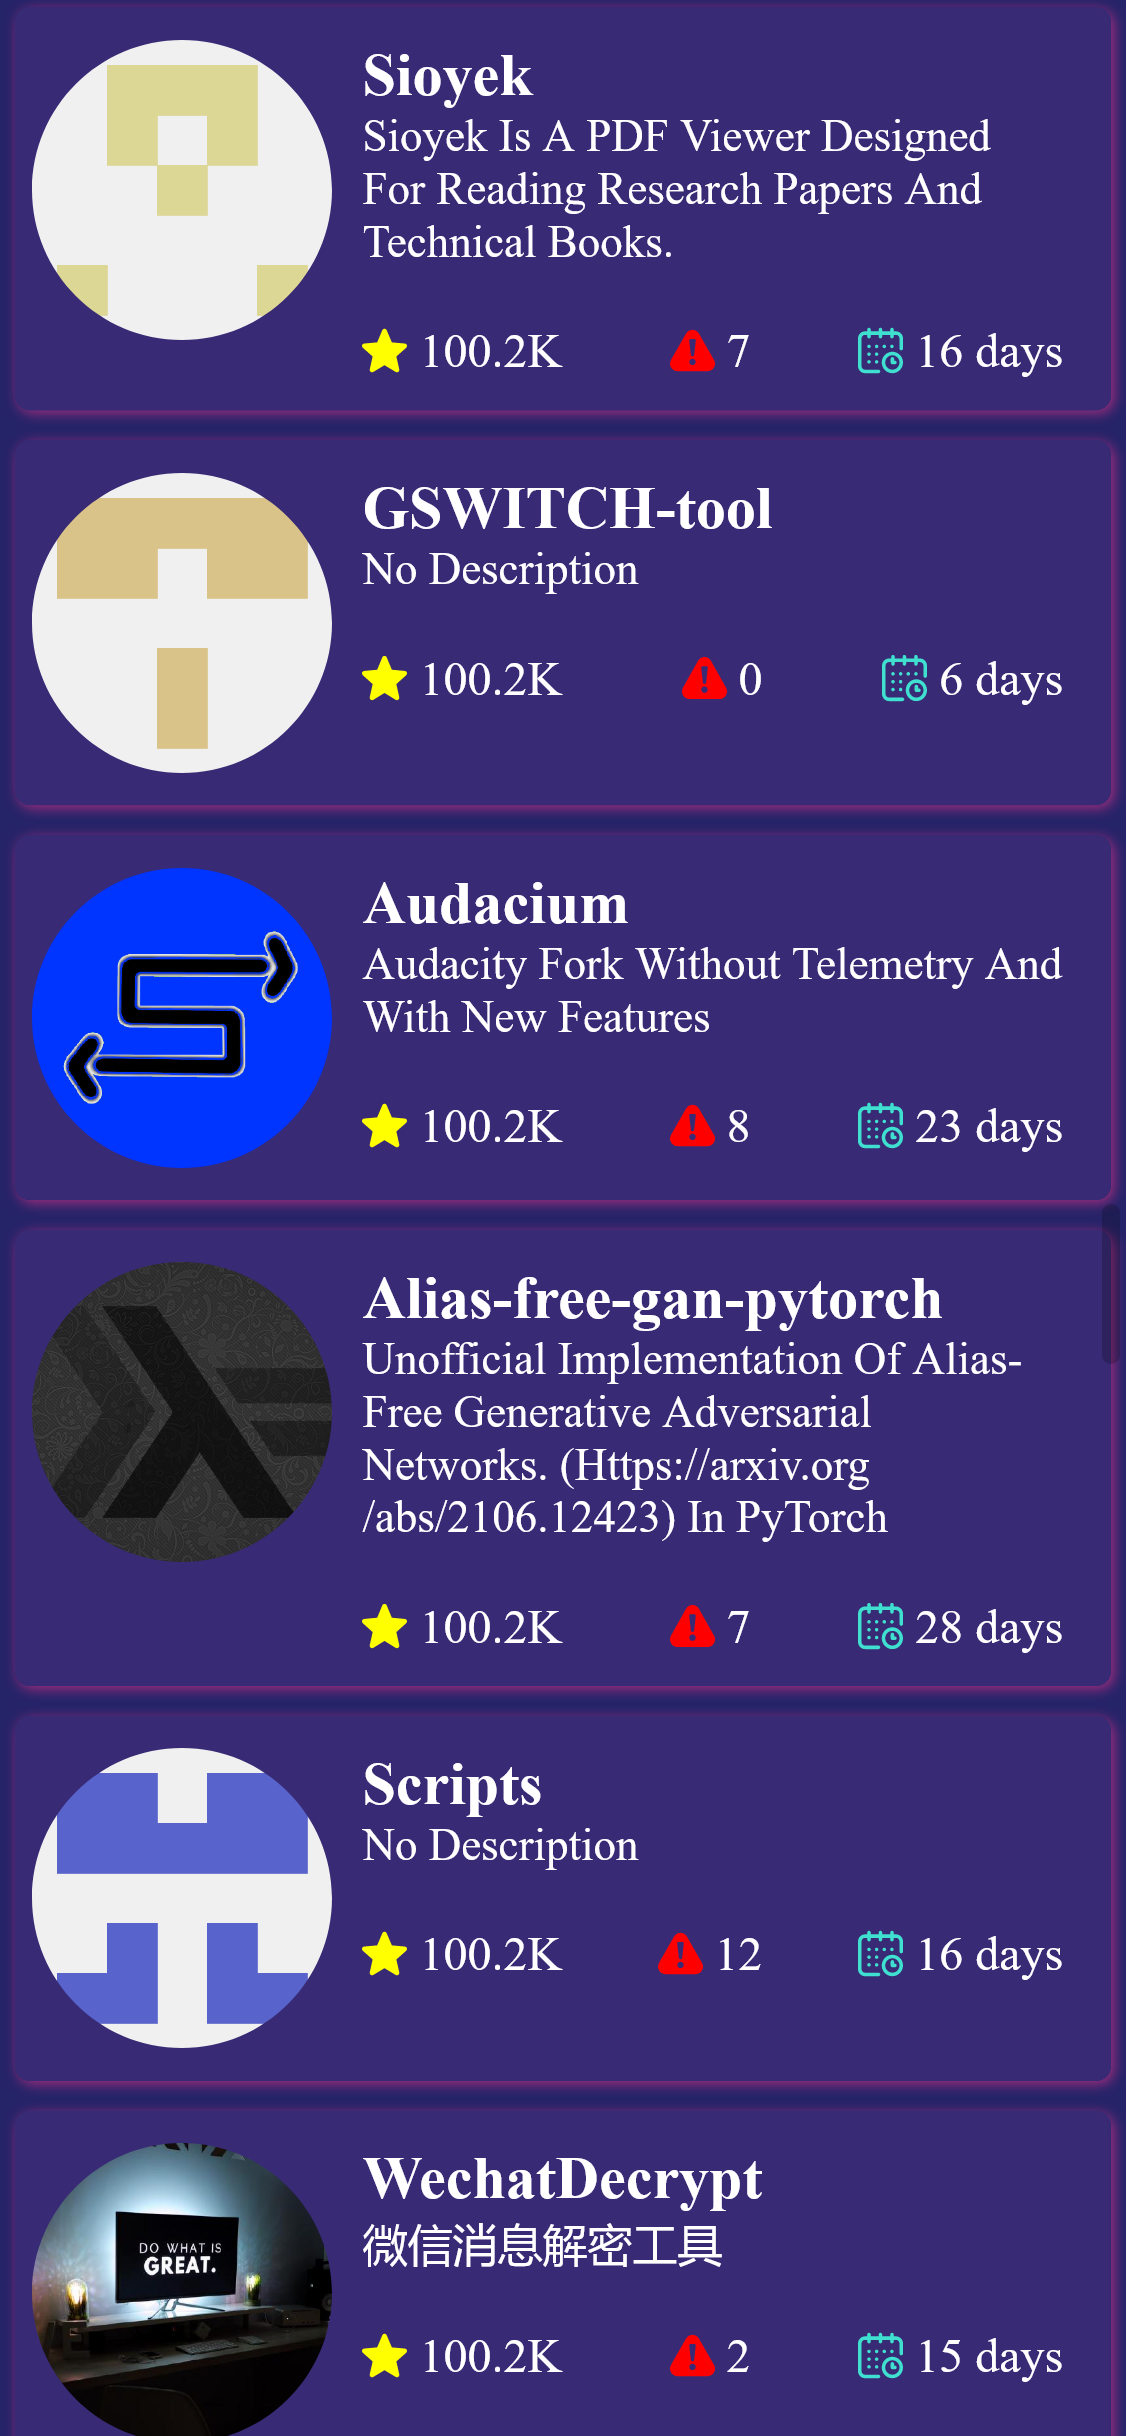 Sioyek
Sioyek Is A PDF Viewer Designed
For Reading Research Papers And
Technical Books.
100.2K 7 16 days
GSWITCH-tool
No Description
100.2K 0 6 days
Audacium
Audacity Fork Without Telemetry And
With New Features
100.2K 8 23 days
Alias-free-gan-pytorch
Unofficial Implementation Of Alias-
Free Generative Adversarial
Networks. (Https://arxiv.org
/abs/2106.12423) In PyTorch
100.2K 7 28 days
Scripts
No Description
100.2K 12 16 days
WechatDecrypt
微信消息解密工具
DO WHAT IS
GREAT.
100.2K 2 15 days